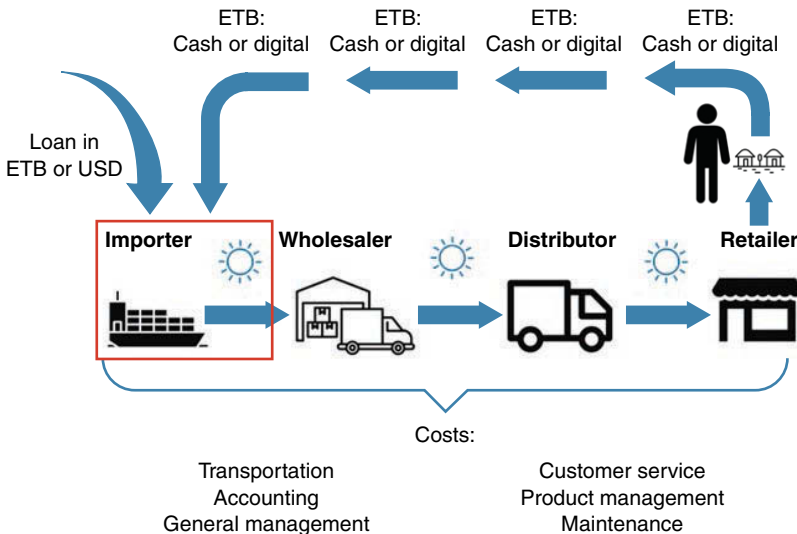 ETB:
Cash or digital
ETB:
Cash or digital
ETB:
Cash or digital
ETB:
Cash or digital
Loan in
ETB or USD
Importer
Wholesaler
Distributor
Retailer
Costs:
Transportation
Accounting
General management
Customer service
Product management
Maintenance